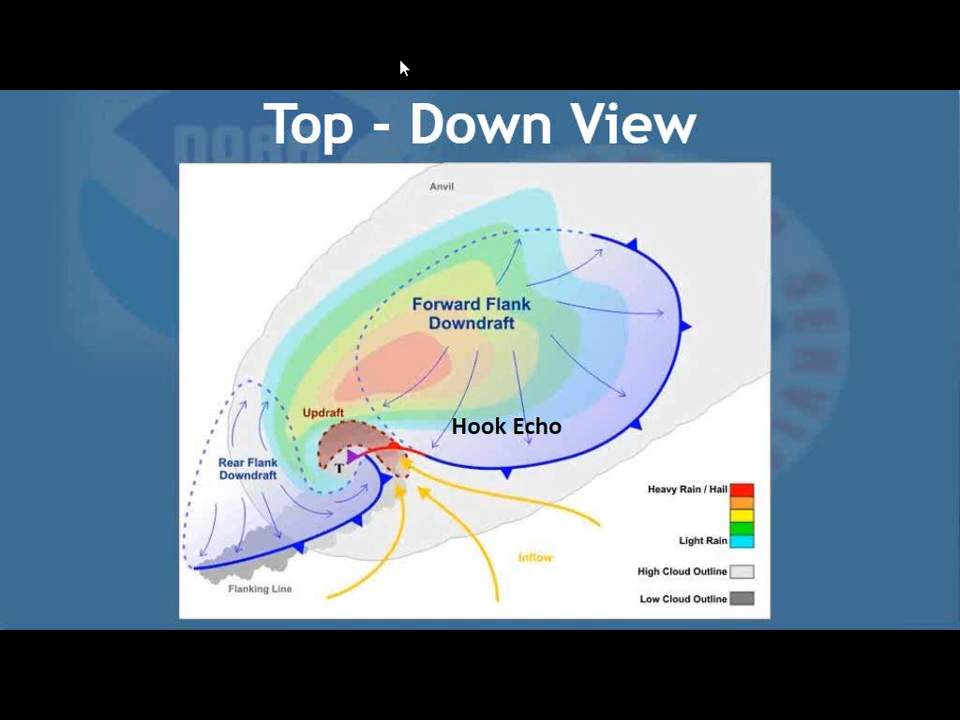 Top - Down View
NOAA
Anvil
Forward Flank
Downdraft
Updraft
Hook Echo
Rear Flank
Downdraft
T
Heavy Rain / Hail
Light Rain
Inflow
High Cloud Outline
Flanking Line
Low Cloud Outline